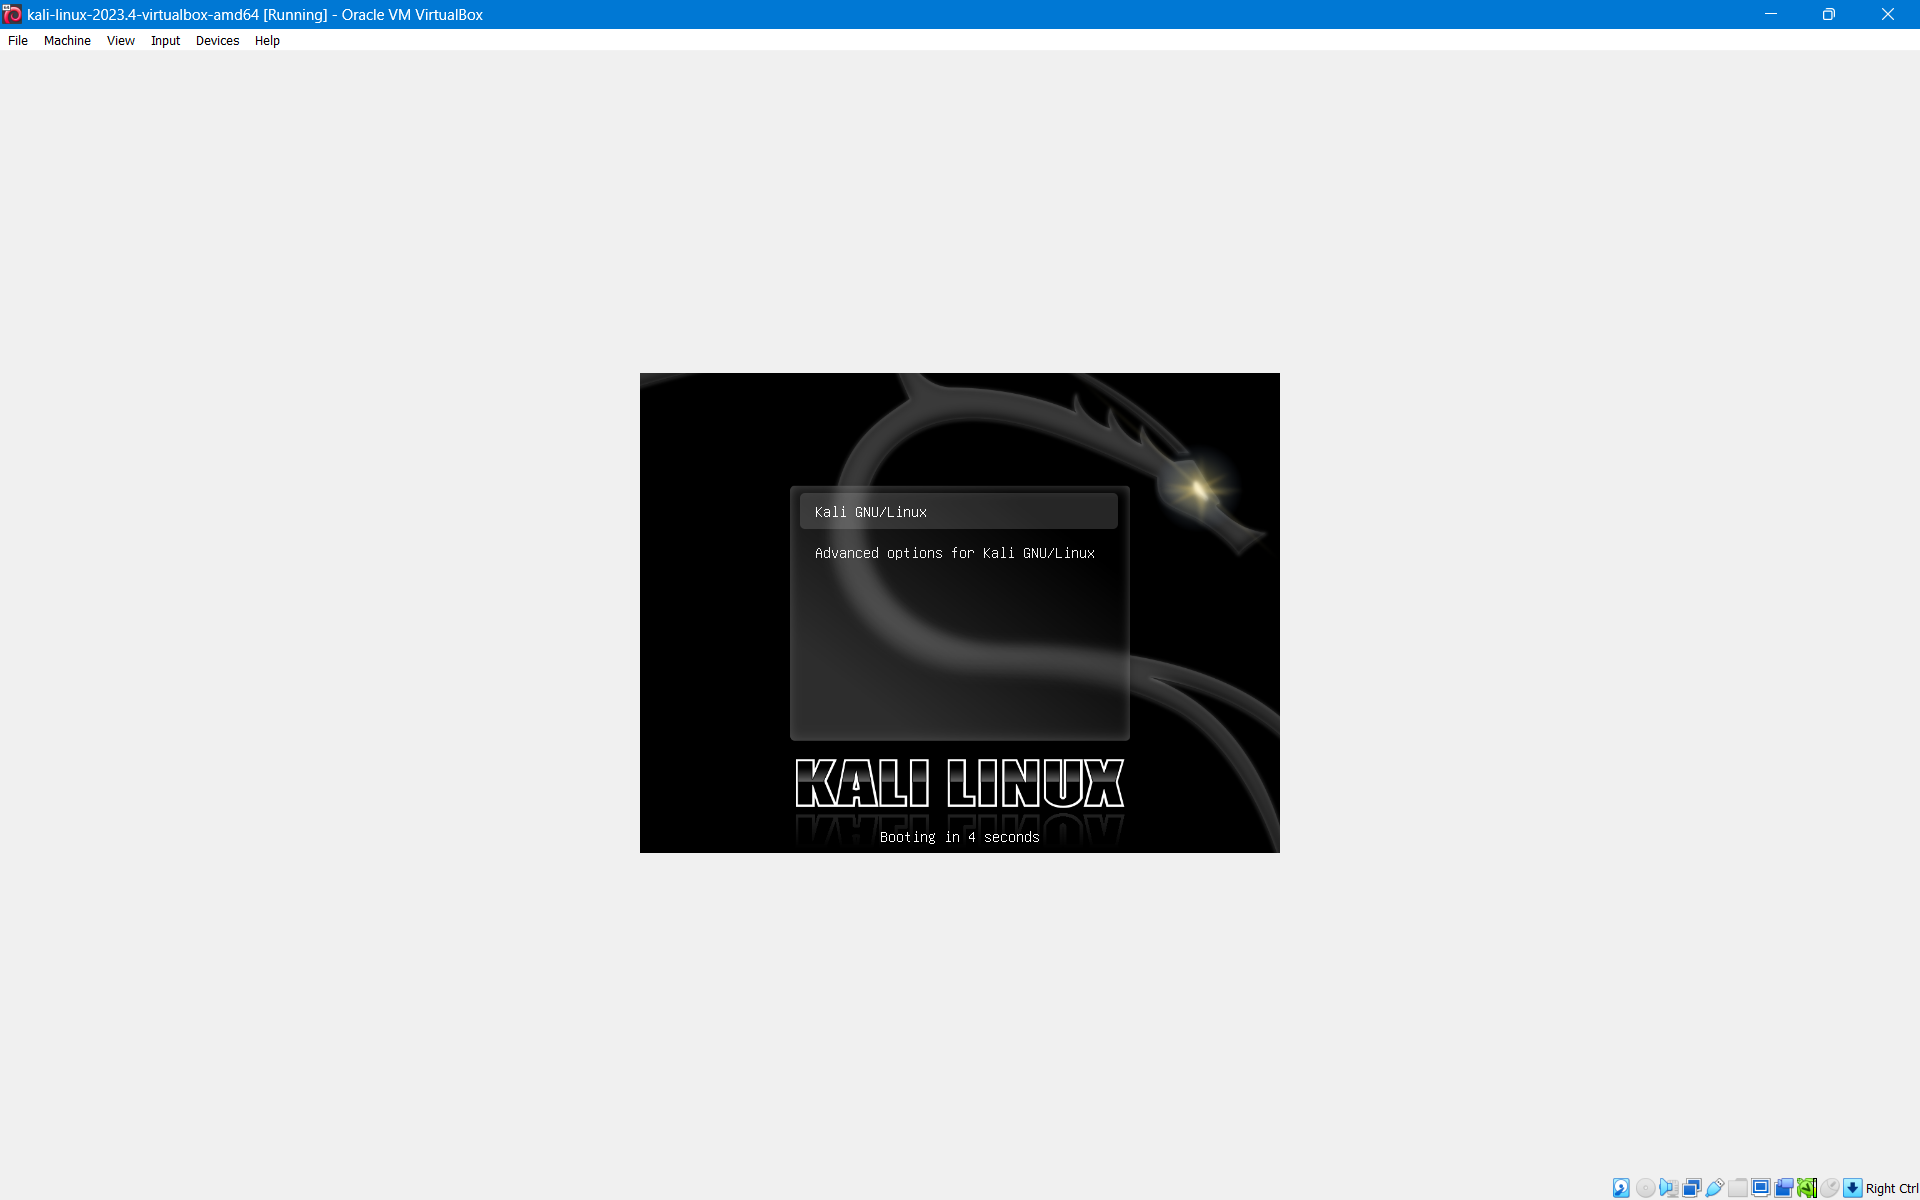 kali-linux-2023.4-virtualbox-amd64 [Running] - Oracle VM VirtualBox
File Machine View Input Devices Help
Kali GNU/Linux
Advanced options for Kali GNU/Linux
KALI LINUX
Booting in 4 seconds
Right Ctrl